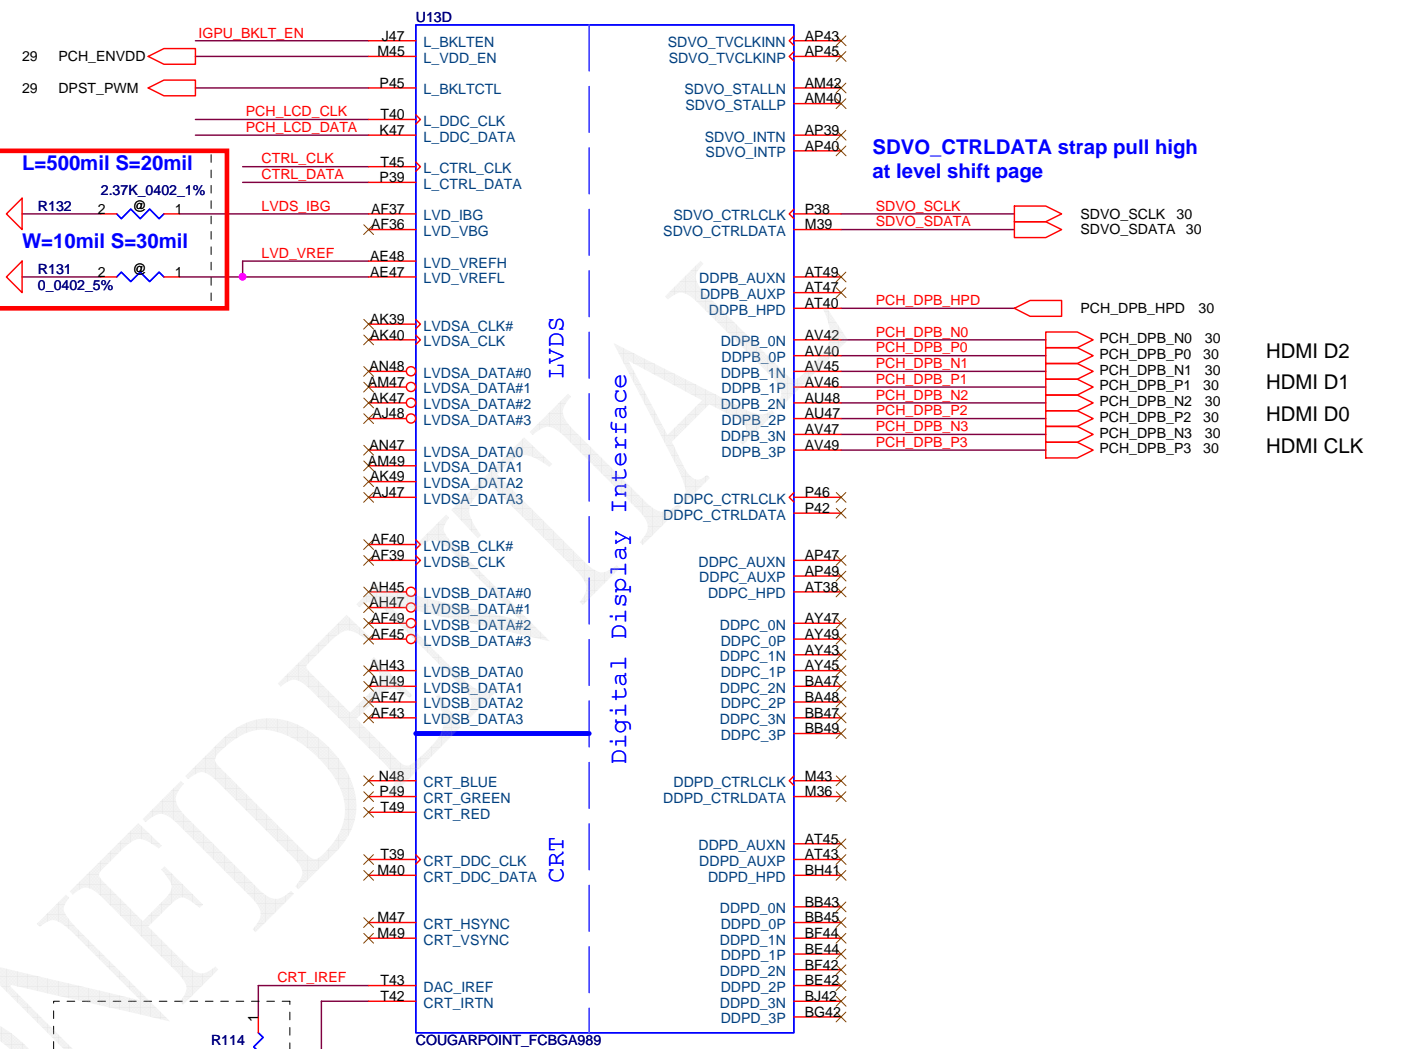 U13D
IGPU_BKLT_EN J47 L_BKLTEN
29 PCH_ENVDD M45 L_VDD_EN
29 DPST_PWM P45 L_BKLTCTL
PCH_LCD_CLK T40 L_DDC_CLK
PCH_LCD_DATA K47 L_DDC_DATA
CTRL_CLK T45 L_CTRL_CLK
CTRL_DATA P39 L_CTRL_DATA
L=500mil S=20mil
2.37K_0402_1%
R132 2 @ 1 LVDS_IBG AF37 LVD_IBG
AF36 LVD_VBG
W=10mil S=30mil
LVD_VREF AE48 LVD_VREFH
R131 2 @ 1 AE47 LVD_VREFL
0_0402_5%
AK39 LVDSA_CLK#
AK40 LVDSA_CLK
AN48 LVDSA_DATA#0
AM47 LVDSA_DATA#1
AK47 LVDSA_DATA#2
AJ48 LVDSA_DATA#3
AN47 LVDSA_DATA0
AM49 LVDSA_DATA1
AK49 LVDSA_DATA2
AJ47 LVDSA_DATA3
AF40 LVDSB_CLK#
AF39 LVDSB_CLK
AH45 LVDSB_DATA#0
AH47 LVDSB_DATA#1
AF49 LVDSB_DATA#2
AF45 LVDSB_DATA#3
AH43 LVDSB_DATA0
AH49 LVDSB_DATA1
AF47 LVDSB_DATA2
AF43 LVDSB_DATA3
LVDS
N48 CRT_BLUE
P49 CRT_GREEN
T49 CRT_RED
T39 CRT_DDC_CLK
M40 CRT_DDC_DATA
M47 CRT_HSYNC
M49 CRT_VSYNC
CRT_IREF T43 DAC_IREF
T42 CRT_IRTN
CRT
1
R114
Digital Display Interface
SDVO_TVCLKINN AP43
SDVO_TVCLKINP AP45
SDVO_STALLN AM42
SDVO_STALLP AM40
SDVO_INTN AP39
SDVO_INTP AP40
SDVO_CTRLDATA strap pull high
at level shift page
SDVO_CTRLCLK P38 SDVO_SCLK SDVO_SCLK 30
SDVO_CTRLDATA M39 SDVO_SDATA SDVO_SDATA 30
DDPB_AUXN AT49
DDPB_AUXP AT47
DDPB_HPD AT40 PCH_DPB_HPD PCH_DPB_HPD 30
DDPB_0N AV42 PCH_DPB_N0 PCH_DPB_N0 30
DDPB_0P AV40 PCH_DPB_P0 PCH_DPB_P0 30 HDMI D2
DDPB_1N AV45 PCH_DPB_N1 PCH_DPB_N1 30
DDPB_1P AV46 PCH_DPB_P1 PCH_DPB_P1 30 HDMI D1
DDPB_2N AU48 PCH_DPB_N2 PCH_DPB_N2 30
DDPB_2P AU47 PCH_DPB_P2 PCH_DPB_P2 30 HDMI D0
DDPB_3N AV47 PCH_DPB_N3 PCH_DPB_N3 30
DDPB_3P AV49 PCH_DPB_P3 PCH_DPB_P3 30 HDMI CLK
DDPC_CTRLCLK P46
DDPC_CTRLDATA P42
DDPC_AUXN AP47
DDPC_AUXP AP49
DDPC_HPD AT38
DDPC_0N AY47
DDPC_0P AY49
DDPC_1N AY43
DDPC_1P AY45
DDPC_2N BA47
DDPC_2P BA48
DDPC_3N BB47
DDPC_3P BB49
DDPD_CTRLCLK M43
DDPD_CTRLDATA M36
DDPD_AUXN AT45
DDPD_AUXP AT43
DDPD_HPD BH41
DDPD_0N BB43
DDPD_0P BB45
DDPD_1N BF44
DDPD_1P BE44
DDPD_2N BF42
DDPD_2P BE42
DDPD_3N BJ42
DDPD_3P BG42
COUGARPOINT_FCBGA989
NFIDENTIAL